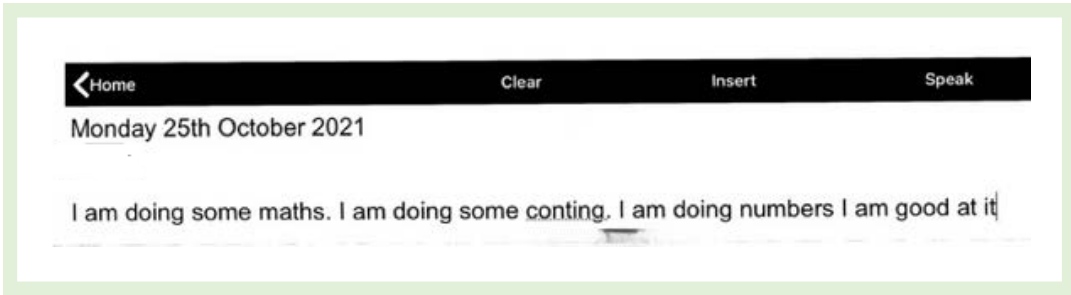 Home Clear Insert Speak
Monday 25th October 2021
I am doing some maths. I am doing some conting. I am doing numbers I am good at it